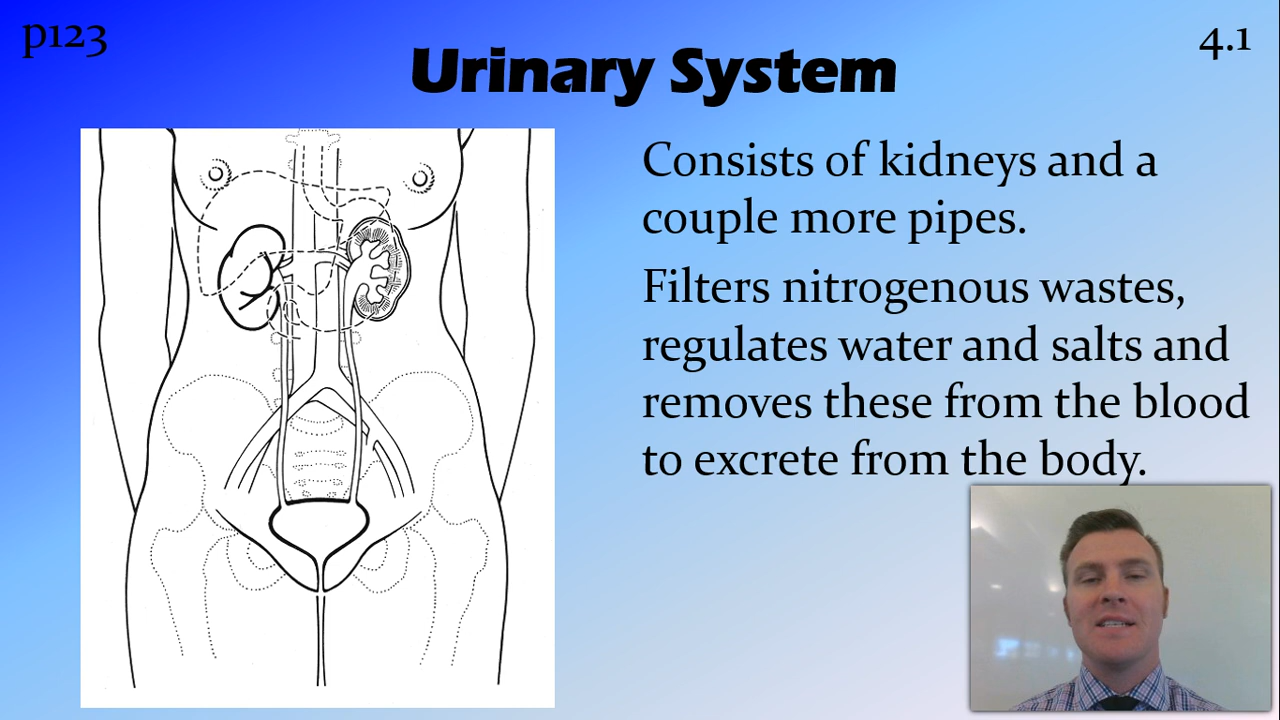 p123
4.1
Urinary System
Consists of kidneys and a
couple more pipes.
Filters nitrogenous wastes,
regulates water and salts and
removes these from the blood
to excrete from the body.